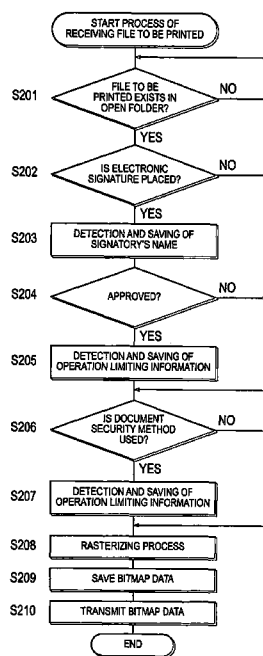 START PROCESS OF
RECEIVING FILE TO BE PRINTED
S201
FILE TO BE
PRINTED EXISTS IN
OPEN FOLDER?
NO
YES
S202
IS ELECTRONIC
SIGNATURE PLACED?
NO
YES
S203
DETECTION AND SAVING OF
SIGNATORY'S NAME
S204
APPROVED?
NO
YES
S205
DETECTION AND SAVING OF
OPERATION LIMITING INFORMATION
S206
IS DOCUMENT
SECURITY METHOD
USED?
NO
YES
S207
DETECTION AND SAVING OF
OPERATION LIMITING INFORMATION
S208
RASTERIZING PROCESS
S209
SAVE BITMAP DATA
S210
TRANSMIT BITMAP DATA
END